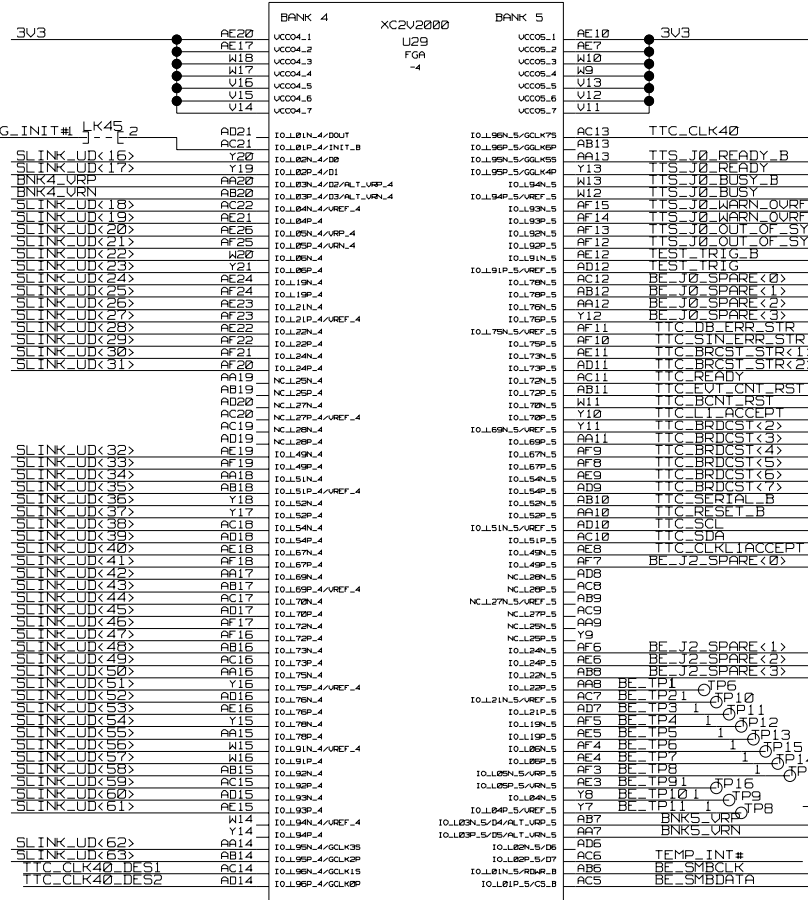 BANK 4 BANK 5
XC2V2000
U29
FGA
-4
3V3 AE20 VCCO4_1 VCCO5_1 AE10 3V3
AE17 VCCO4_2 VCCO5_2 AE7
W18 VCCO4_3 VCCO5_3 W10
W17 VCCO4_4 VCCO5_4 W9
V16 VCCO4_5 VCCO5_5 V13
V15 VCCO4_6 VCCO5_6 V12
V14 VCCO4_7 VCCO5_7 V11
G_INIT# 1 LK45 2 AD21 IO_L01N_4/DOUT IO_L96N_5/GCLK7S AC13 TTC_CLK40
AC21 IO_L01P_4/INIT_B IO_L96P_5/GCLK6P AB13
SLINK_UD<16> Y20 IO_L02N_4/D0 IO_L95N_5/GCLK5S AA13 TTS_J0_READY_B
SLINK_UD<17> Y19 IO_L02P_4/D1 IO_L95P_5/GCLK4P Y13 TTS_J0_READY
BNK4_VRP AA20 IO_L03N_4/D2/ALT_VRP_4 IO_L94N_5 W13 TTS_J0_BUSY_B
BNK4_VRN AB20 IO_L03P_4/D3/ALT_VRN_4 IO_L94P_5/VREF_5 W12 TTS_J0_BUSY
SLINK_UD<18> AC22 IO_L04N_4/VREF_4 IO_L93N_5 AF15 TTS_J0_WARN_OVRF
SLINK_UD<19> AE21 IO_L04P_4 IO_L93P_5 AF14 TTS_J0_WARN_OVRF
SLINK_UD<20> AE26 IO_L05N_4/VRP_4 IO_L92N_5 AF13 TTS_J0_OUT_OF_SY
SLINK_UD<21> AF25 IO_L05P_4/VRN_4 IO_L92P_5 AF12 TTS_J0_OUT_OF_SY
SLINK_UD<22> W20 IO_L06N_4 IO_L91N_5 AE12 TEST_TRIG_B
SLINK_UD<23> Y21 IO_L06P_4 IO_L91P_5/VREF_5 AD12 TEST_TRIG
SLINK_UD<24> AE24 IO_L19N_4 IO_L78N_5 AC12 BE_J0_SPARE<0>
SLINK_UD<25> AF24 IO_L19P_4 IO_L78P_5 AB12 BE_J0_SPARE<1>
SLINK_UD<26> AE23 IO_L21N_4 IO_L76N_5 AA12 BE_J0_SPARE<2>
SLINK_UD<27> AF23 IO_L21P_4/VREF_4 IO_L76P_5 Y12 BE_J0_SPARE<3>
SLINK_UD<28> AE22 IO_L22N_4 IO_L75N_5/VREF_5 AF11 TTC_DB_ERR_STR
SLINK_UD<29> AF22 IO_L22P_4 IO_L75P_5 AF10 TTC_SIN_ERR_STR
SLINK_UD<30> AF21 IO_L24N_4 IO_L73N_5 AE11 TTC_BRCST_STR<1
SLINK_UD<31> AF20 IO_L24P_4 IO_L73P_5 AD11 TTC_BRCST_STR<2
AA19 NC_L25N_4 IO_L72N_5 AC11 TTC_READY
AB19 NC_L25P_4 IO_L72P_5 AB11 TTC_EVT_CNT_RST
AD20 NC_L27N_4 IO_L70N_5 W11 TTC_BCNT_RST
AC20 NC_L27P_4/VREF_4 IO_L70P_5 Y10 TTC_L1_ACCEPT
AC19 NC_L28N_4 IO_L69N_5/VREF_5 Y11 TTC_BRDCST<2>
AD19 NC_L28P_4 IO_L69P_5 AA11 TTC_BRDCST<3>
SLINK_UD<32> AE19 IO_L49N_4 IO_L67N_5 AF9 TTC_BRDCST<4>
SLINK_UD<33> AF19 IO_L49P_4 IO_L67P_5 AF8 TTC_BRDCST<5>
SLINK_UD<34> AA18 IO_L51N_4 IO_L54N_5 AE9 TTC_BRDCST<6>
SLINK_UD<35> AB18 IO_L51P_4/VREF_4 IO_L54P_5 AD9 TTC_BRDCST<7>
SLINK_UD<36> Y18 IO_L52N_4 IO_L52N_5 AB10 TTC_SERIAL_B
SLINK_UD<37> Y17 IO_L52P_4 IO_L52P_5 AA10 TTC_RESET_B
SLINK_UD<38> AC18 IO_L54N_4 IO_L51N_5/VREF_5 AD10 TTC_SCL
SLINK_UD<39> AD18 IO_L54P_4 IO_L51P_5 AC10 TTC_SDA
SLINK_UD<40> AE18 IO_L67N_4 IO_L49N_5 AE8 TTC_CLKL1ACCEPT
SLINK_UD<41> AF18 IO_L67P_4 IO_L49P_5 AF7 BE_J2_SPARE<0>
SLINK_UD<42> AA17 IO_L69N_4 NC_L28N_5 AD8
SLINK_UD<43> AB17 IO_L69P_4/VREF_4 NC_L28P_5 AC8
SLINK_UD<44> AC17 IO_L70N_4 NC_L27N_5/VREF_5 AB9
SLINK_UD<45> AD17 IO_L70P_4 NC_L27P_5 AC9
SLINK_UD<46> AF17 IO_L72N_4 NC_L25N_5 AA9
SLINK_UD<47> AF16 IO_L72P_4 NC_L25P_5 Y9
SLINK_UD<48> AB16 IO_L73N_4 IO_L24N_5 AF6 BE_J2_SPARE<1>
SLINK_UD<49> AC16 IO_L73P_4 IO_L24P_5 AE6 BE_J2_SPARE<2>
SLINK_UD<50> AA16 IO_L75N_4 IO_L22N_5 AB8 BE_J2_SPARE<3>
SLINK_UD<51> Y16 IO_L75P_4/VREF_4 IO_L22P_5 AA8 BE_TP1 TP6
SLINK_UD<52> AD16 IO_L76N_4 IO_L21N_5/VREF_5 AC7 BE_TP2 1 TP10
SLINK_UD<53> AE16 IO_L76P_4 IO_L21P_5 AD7 BE_TP3 1 TP11
SLINK_UD<54> Y15 IO_L78N_4 IO_L19N_5 AF5 BE_TP4 1 TP12
SLINK_UD<55> AA15 IO_L78P_4 IO_L19P_5 AE5 BE_TP5 1 TP13
SLINK_UD<56> W15 IO_L91N_4/VREF_4 IO_L06N_5 AF4 BE_TP6 1 TP15
SLINK_UD<57> W16 IO_L91P_4 IO_L06P_5 AE4 BE_TP7 1 TP14
SLINK_UD<58> AB15 IO_L92N_4 IO_L05N_5/VRP_5 AF3 BE_TP8 1 TP
SLINK_UD<59> AC15 IO_L92P_4 IO_L05P_5/VRN_5 AE3 BE_TP9 1 TP16
SLINK_UD<60> AD15 IO_L93N_4 IO_L04N_5 Y8 BE_TP10 1 TP9
SLINK_UD<61> AE15 IO_L93P_4 IO_L04P_5/VREF_5 Y7 BE_TP11 1 TP8
W14 IO_L94N_4/VREF_4 IO_L03N_5/D4/ALT_VRP_5 AB7 BNK5_VRP
Y14 IO_L94P_4 IO_L03P_5/D5/ALT_VRN_5 AA7 BNK5_VRN
SLINK_UD<62> AA14 IO_L95N_4/GCLK3S IO_L02N_5/D6 AD6
SLINK_UD<63> AB14 IO_L95P_4/GCLK2P IO_L02P_5/D7 AC6 TEMP_INT#
TTC_CLK40_DES1 AC14 IO_L96N_4/GCLK1S IO_L01N_5/RDWR_B AB6 BE_SMBCLK
TTC_CLK40_DES2 AD14 IO_L96P_4/GCLK0P IO_L01P_5/CS_B AC5 BE_SMBDATA